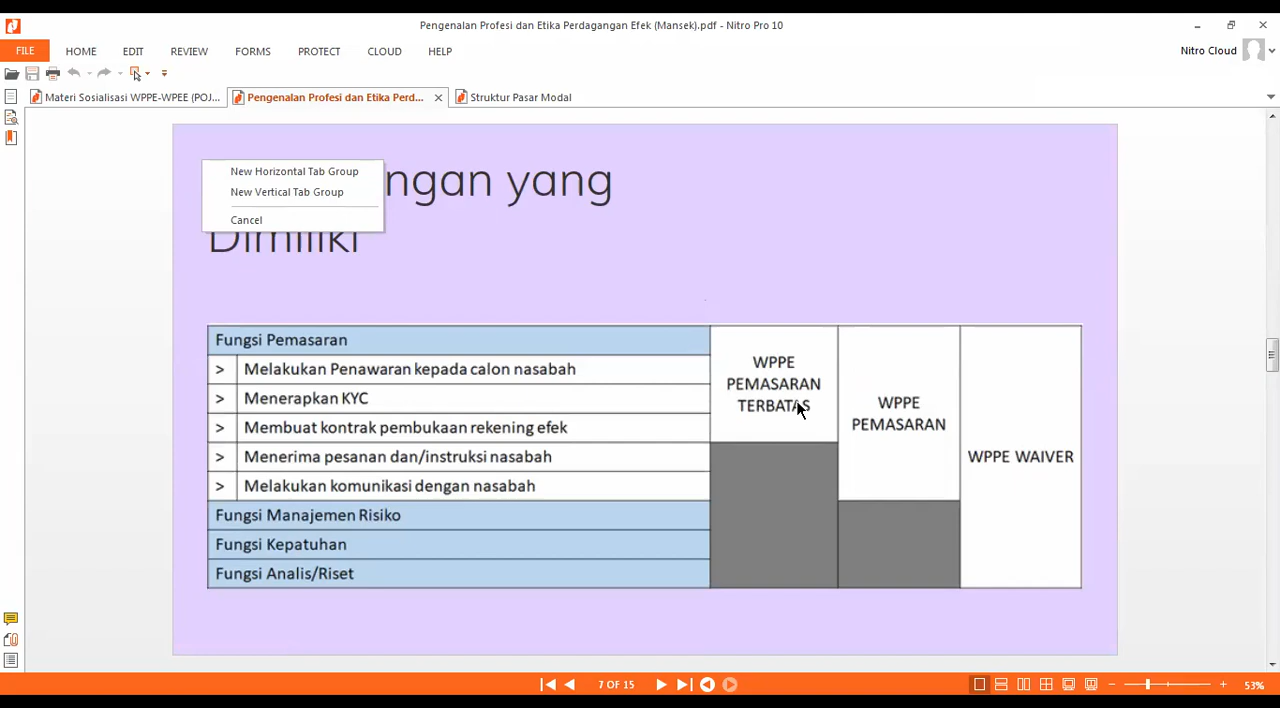 Pengenalan Profesi dan Etika Perdagangan Efek (Mansek).pdf - Nitro Pro 10
FILE HOME EDIT REVIEW FORMS PROTECT CLOUD HELP Nitro Cloud
Materi Sosialisasi WPPE-WPEE (POJ... Pengenalan Profesi dan Etika Perd... Struktur Pasar Modal
New Horizontal Tab Group
New Vertical Tab Group
Cancel
ngan yang
Dimiliki
Fungsi Pemasaran
> Melakukan Penawaran kepada calon nasabah
> Menerapkan KYC
> Membuat kontrak pembukaan rekening efek
> Menerima pesanan dan/instruksi nasabah
> Melakukan komunikasi dengan nasabah
Fungsi Manajemen Risiko
Fungsi Kepatuhan
Fungsi Analis/Riset
WPPE
PEMASARAN
TERBATAS
WPPE
PEMASARAN
WPPE WAIVER
7 OF 15
53%